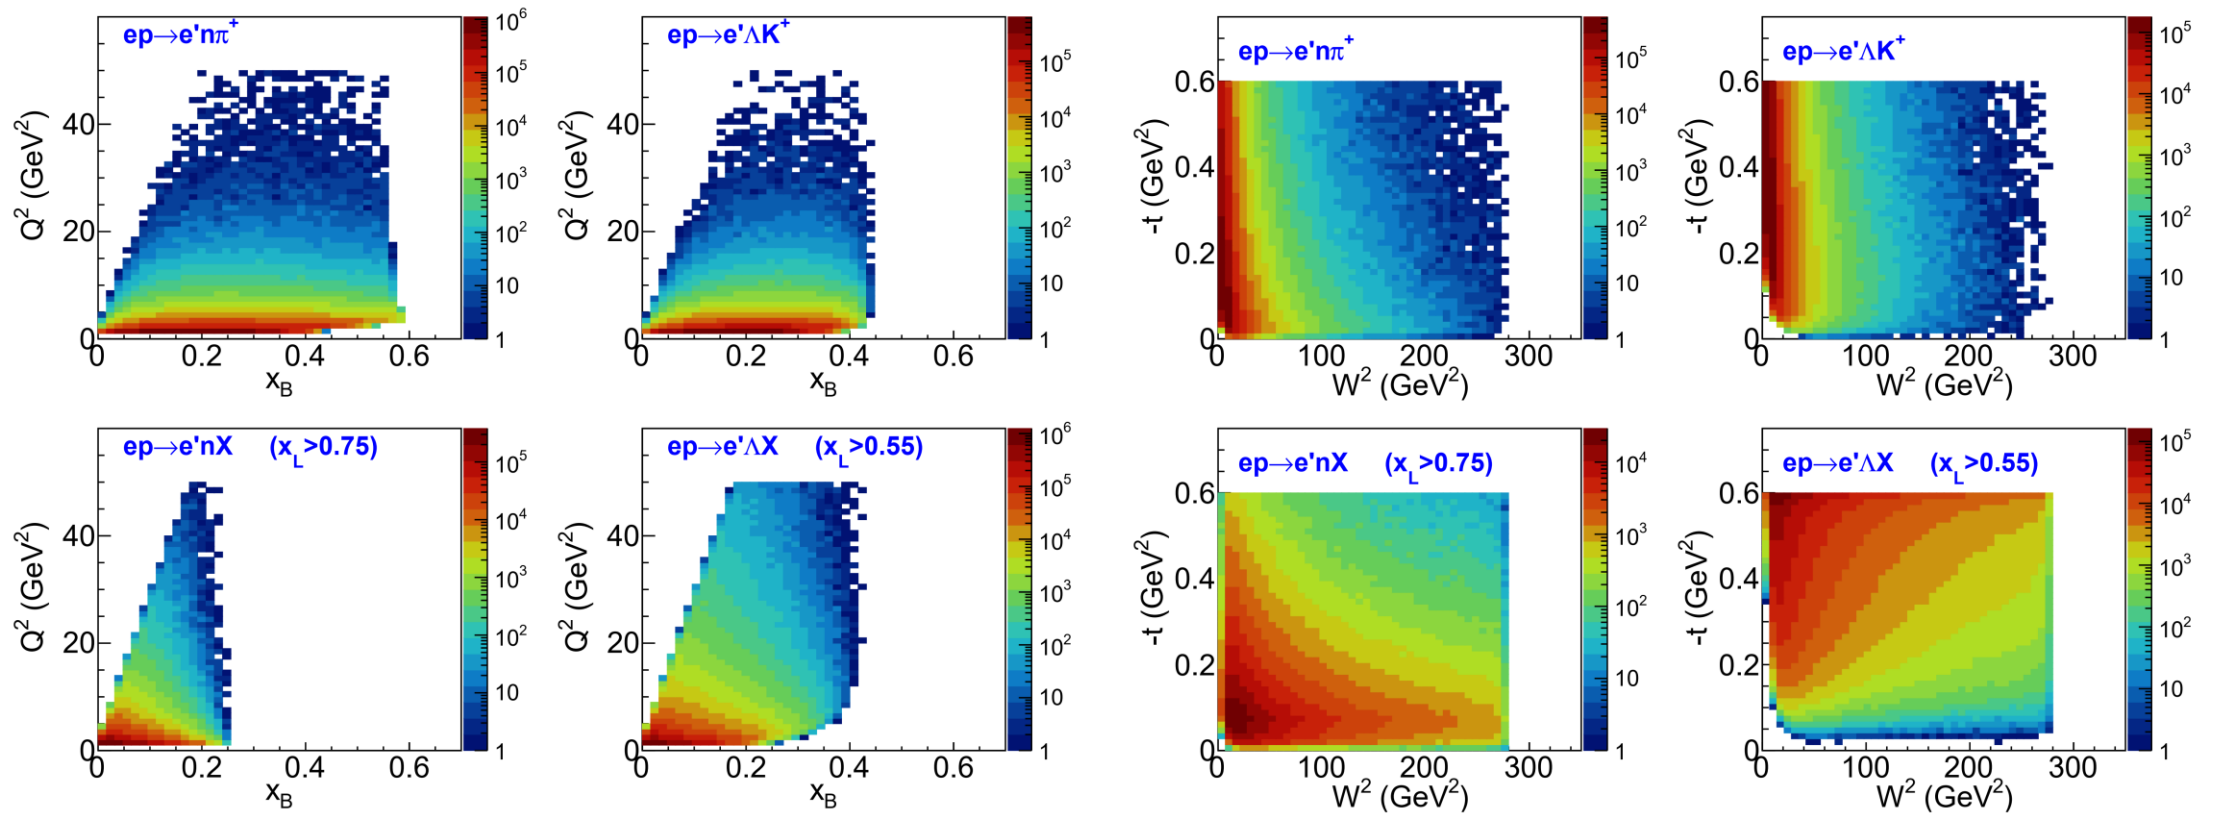 ep→e'nπ⁺
Q² (GeV²)
40
20
0
0 0.2 0.4 0.6
x_B
10⁶
10⁵
10⁴
10³
10²
10
1
ep→e'ΛK⁺
Q² (GeV²)
40
20
0
0 0.2 0.4 0.6
x_B
10⁵
10⁴
10³
10²
10
1
ep→e'nπ⁺
-t (GeV²)
0.6
0.4
0.2
0
0 100 200 300
W² (GeV²)
10⁵
10⁴
10³
10²
10
1
ep→e'ΛK⁺
-t (GeV²)
0.6
0.4
0.2
0
0 100 200 300
W² (GeV²)
10⁵
10⁴
10³
10²
10
1
ep→e'nX (x_L>0.75)
Q² (GeV²)
40
20
0
0 0.2 0.4 0.6
x_B
10⁵
10⁴
10³
10²
10
1
ep→e'ΛX (x_L>0.55)
Q² (GeV²)
40
20
0
0 0.2 0.4 0.6
x_B
10⁶
10⁵
10⁴
10³
10²
10
1
ep→e'nX (x_L>0.75)
-t (GeV²)
0.6
0.4
0.2
0
0 100 200 300
W² (GeV²)
10⁴
10³
10²
10
1
ep→e'ΛX (x_L>0.55)
-t (GeV²)
0.6
0.4
0.2
0
0 100 200 300
W² (GeV²)
10⁵
10⁴
10³
10²
10
1